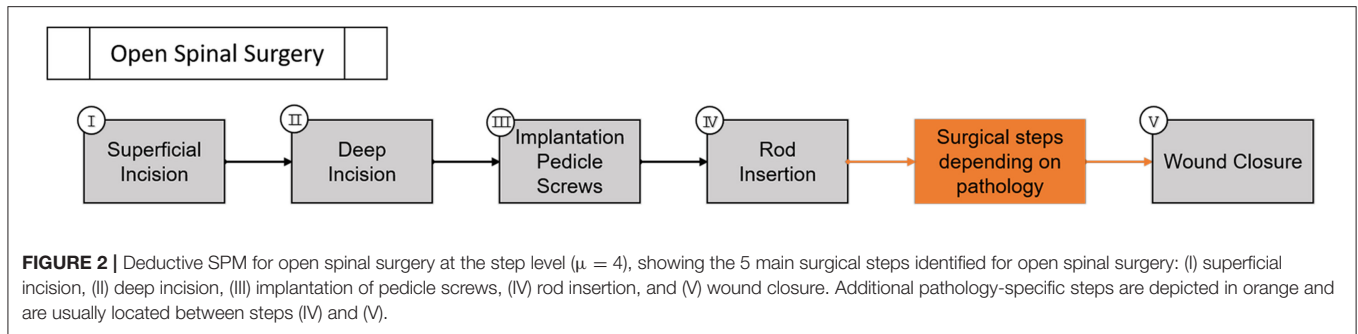 Open Spinal Surgery
I
Superficial
Incision
II
Deep
Incision
III
Implantation
Pedicle
Screws
IV
Rod
Insertion
Surgical steps
depending on
pathology
V
Wound Closure
FIGURE 2 | Deductive SPM for open spinal surgery at the step level (μ = 4), showing the 5 main surgical steps identified for open spinal surgery: (I) superficial
incision, (II) deep incision, (III) implantation of pedicle screws, (IV) rod insertion, and (V) wound closure. Additional pathology-specific steps are depicted in orange and
are usually located between steps (IV) and (V).